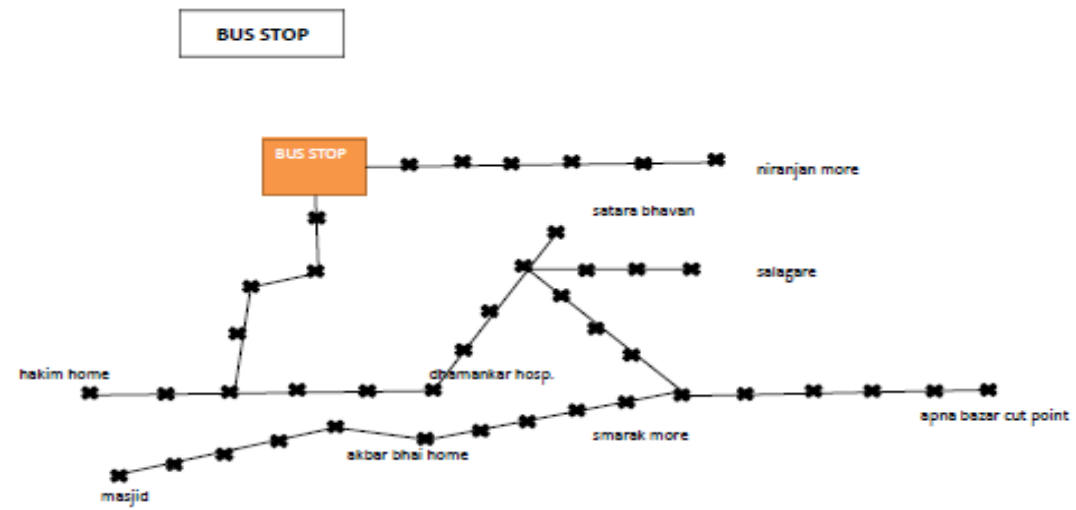 BUS STOP
BUS STOP
niranjan more
satara bhavan
salagare
hakim home
dhamankar hosp.
apna bazar cut point
smarak more
akbar bhai home
masjid